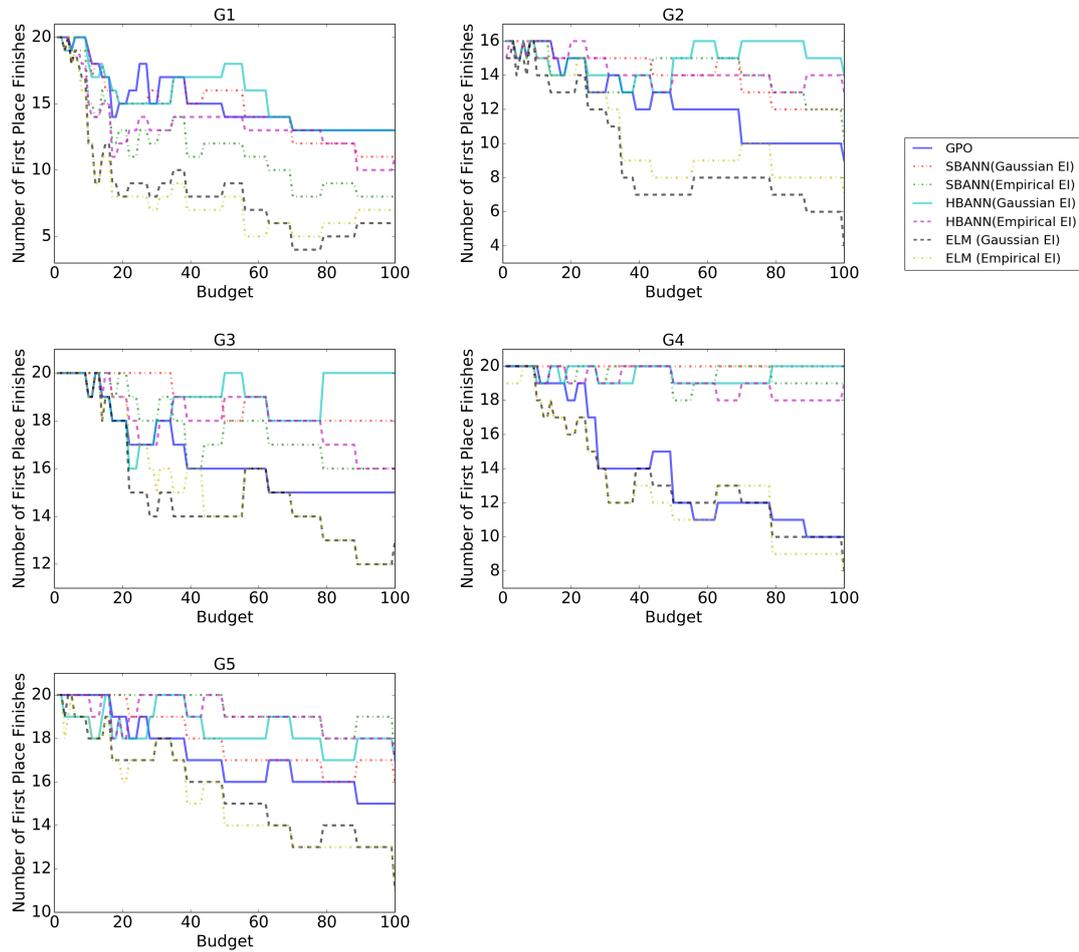 G1
Number of First Place Finishes
20
15
10
5
0 20 40 60 80 100
Budget
G2
Number of First Place Finishes
16
14
12
10
8
6
4
0 20 40 60 80 100
Budget
GPO
SBANN(Gaussian EI)
SBANN(Empirical EI)
HBANN(Gaussian EI)
HBANN(Empirical EI)
ELM (Gaussian EI)
ELM (Empirical EI)
G3
Number of First Place Finishes
20
18
16
14
12
0 20 40 60 80 100
Budget
G4
Number of First Place Finishes
20
18
16
14
12
10
8
0 20 40 60 80 100
Budget
G5
Number of First Place Finishes
20
18
16
14
12
10
0 20 40 60 80 100
Budget